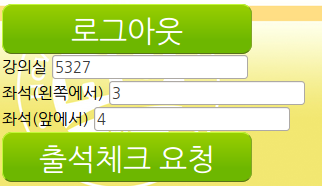 로그아웃
강의실 5327
좌석(왼쪽에서) 3
좌석(앞에서) 4
출석체크 요청